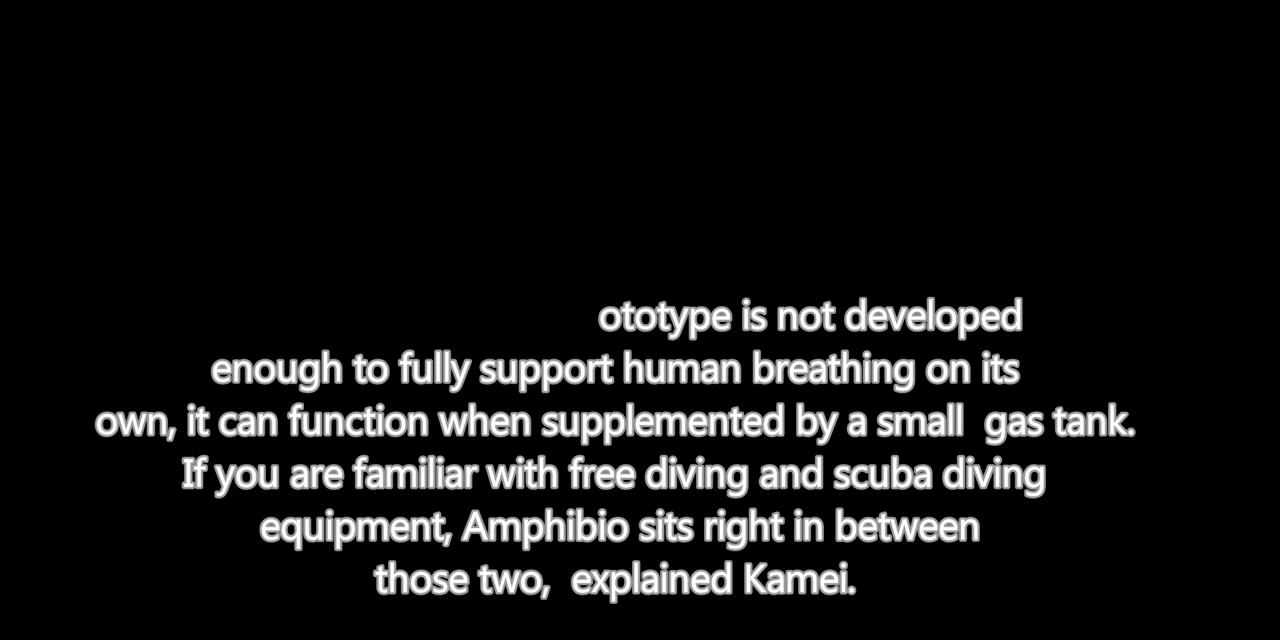 ototype is not developed
enough to fully support human breathing on its
own, it can function when supplemented by a small  gas tank.
If you are familiar with free diving and scuba diving
equipment, Amphibio sits right in between
those two,  explained Kamei.